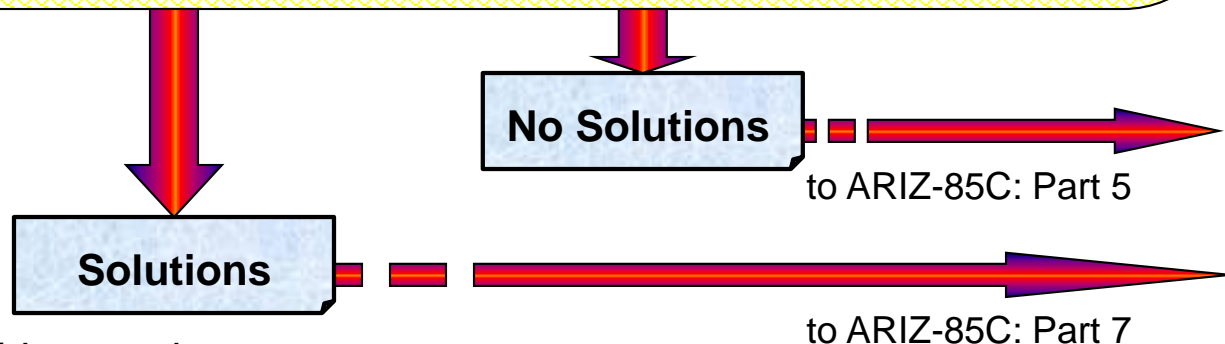 No Solutions
to ARIZ-85C: Part 5
Solutions
to ARIZ-85C: Part 7